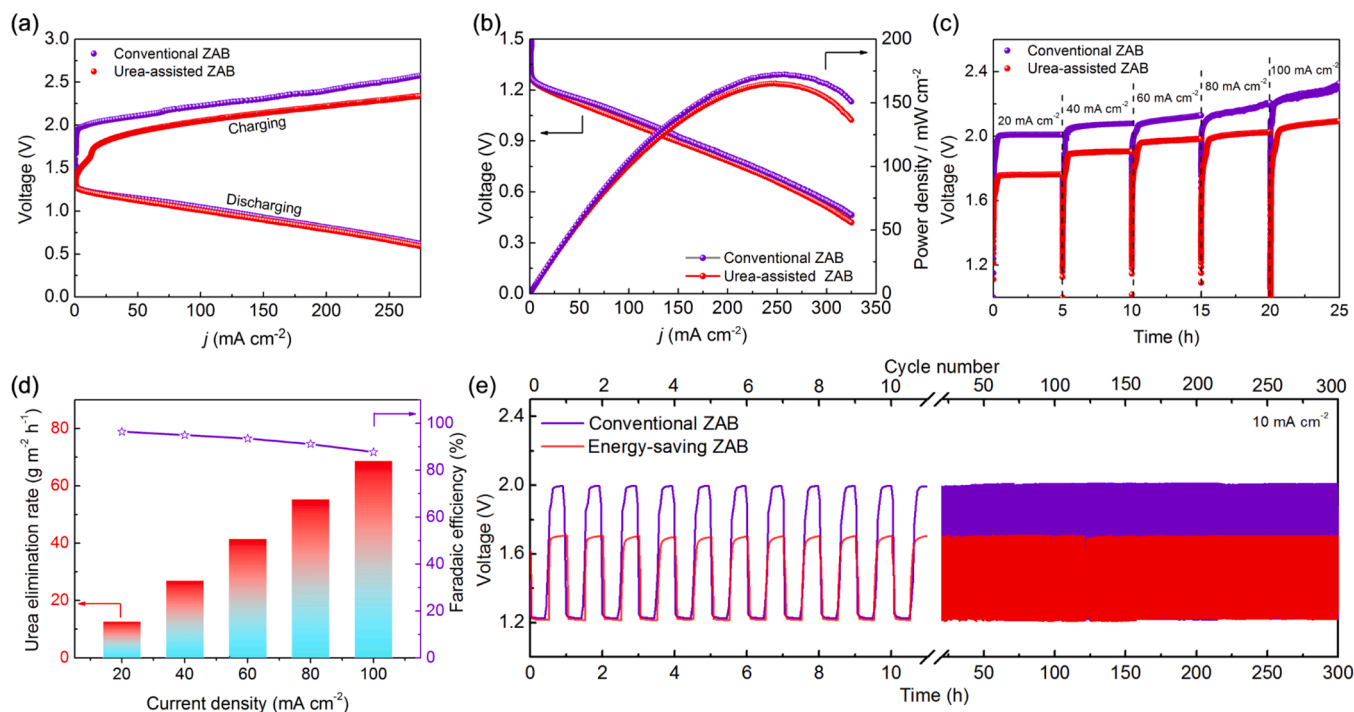 (a)
3.0
2.5
2.0
1.5
1.0
0.5
0.0
Voltage (V)
Conventional ZAB
Urea-assisted ZAB
Charging
Discharging
0 50 100 150 200 250
j (mA cm⁻²)
(b)
1.5
1.2
0.9
0.6
0.3
0.0
Voltage (V)
200
150
100
50
0
Power density / mW/ cm⁻²
Conventional ZAB
Urea-assisted ZAB
0 50 100 150 200 250 300 350
j (mA cm⁻²)
(c)
Conventional ZAB
Urea-assisted ZAB
2.4
2.0
1.6
1.2
Voltage (V)
20 mA cm⁻²
40 mA cm⁻²
60 mA cm⁻²
80 mA cm⁻²
100 mA cm⁻²
0 5 10 15 20 25
Time (h)
(d)
80
60
40
20
0
Urea elimination rate (g m⁻² h⁻¹)
100
80
60
40
20
0
Faradaic efficiency (%)
20 40 60 80 100
Current density (mA cm⁻²)
(e)
Cycle number
0 2 4 6 8 10 50 100 150 200 250 300
2.4
2.0
1.6
1.2
Voltage (V)
Conventional ZAB
Energy-saving ZAB
10 mA cm⁻²
0 2 4 6 8 10 50 100 150 200 250 300
Time (h)